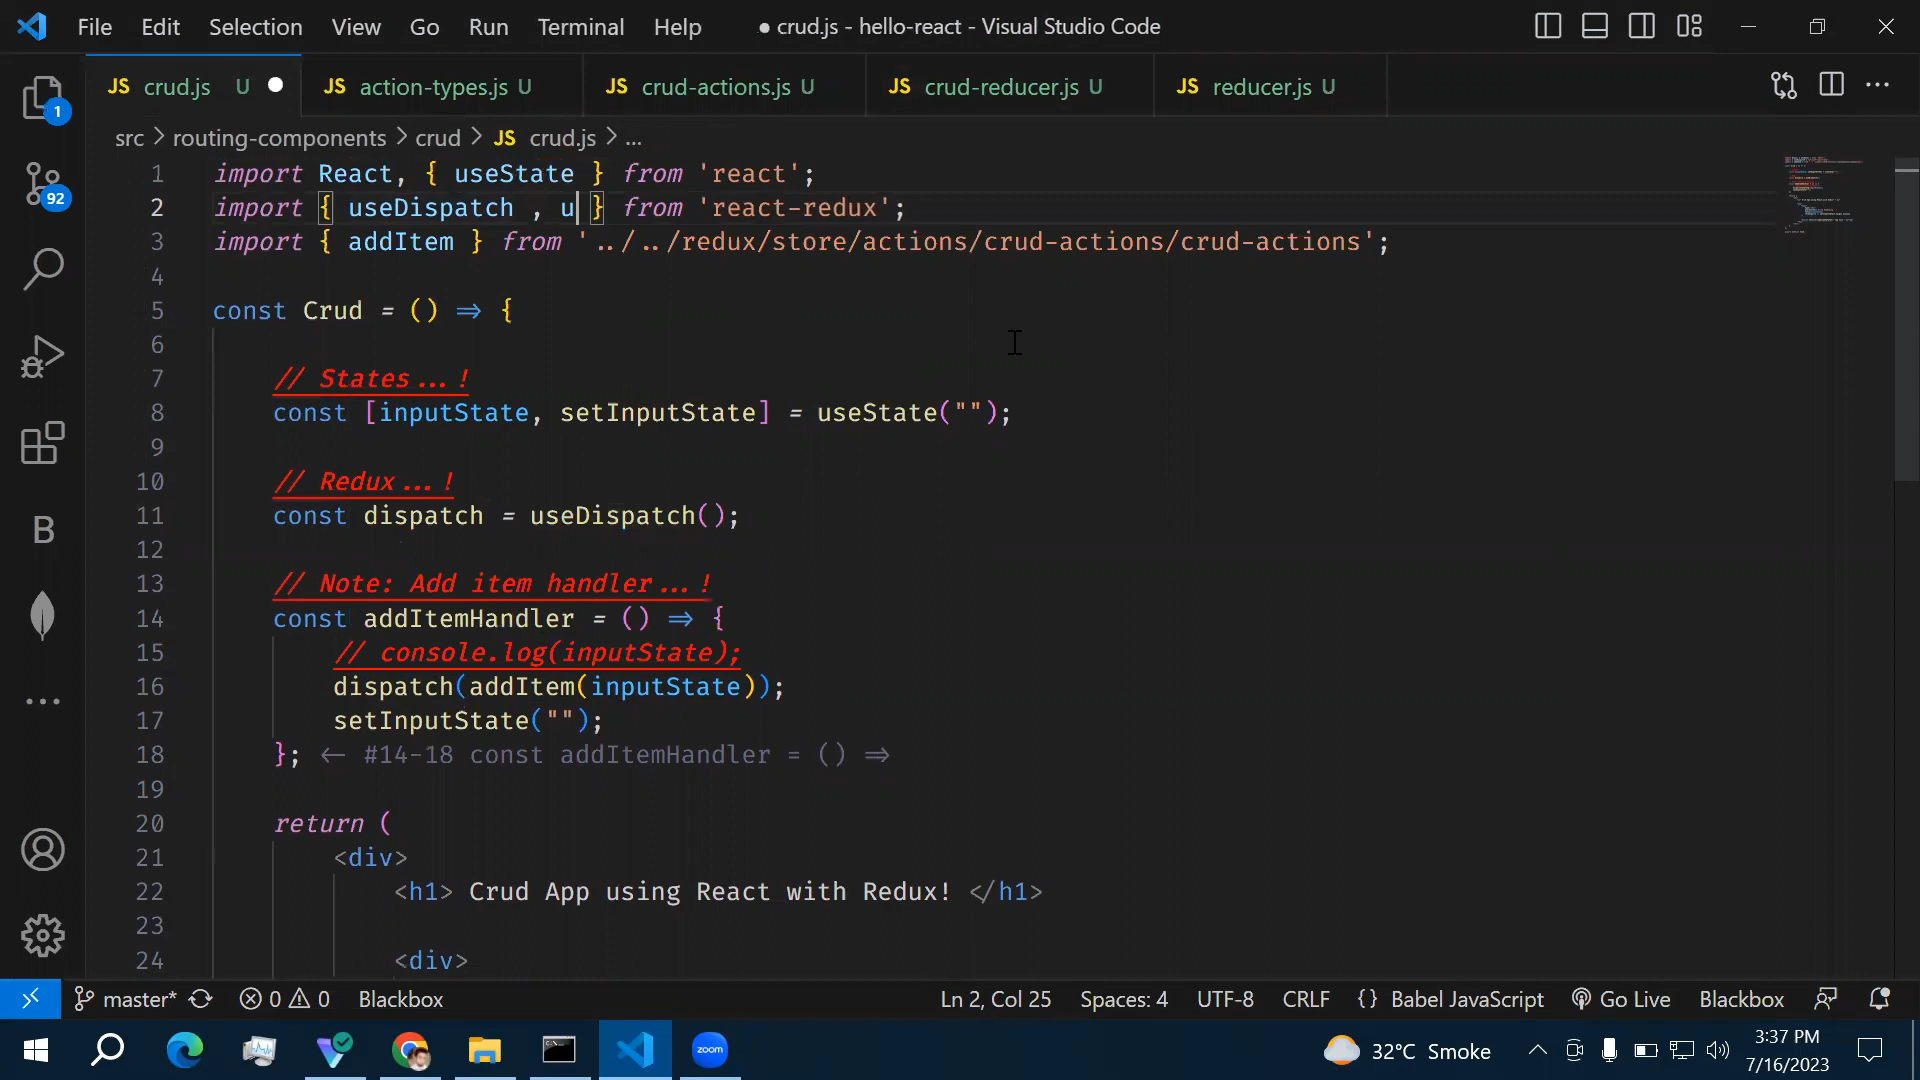 File Edit Selection View Go Run Terminal Help ● crud.js - hello-react - Visual Studio Code
JS crud.js U ● JS action-types.js U JS crud-actions.js U JS crud-reducer.js U JS reducer.js U
1
src > routing-components > crud > JS crud.js > ...
1 import React, { useState } from 'react';
2 import { useDispatch , u } from 'react-redux';
3 import { addItem } from '../../redux/store/actions/crud-actions/crud-actions';
4
5 const Crud = () => {
6
7 // States...!
8 const [inputState, setInputState] = useState("");
9
10 // Redux...!
11 const dispatch = useDispatch();
12
13 // Note: Add item handler...!
14 const addItemHandler = () => {
15 // console.log(inputState);
16 dispatch(addItem(inputState));
17 setInputState("");
18 }; <- #14-18 const addItemHandler = () =>
19
20 return (
21 <div>
22 <h1> Crud App using React with Redux! </h1>
23
24 <div>
92
B
master* 0 0 Blackbox Ln 2, Col 25 Spaces: 4 UTF-8 CRLF {} Babel JavaScript Go Live Blackbox
zoom 32°C Smoke 3:37 PM
7/16/2023